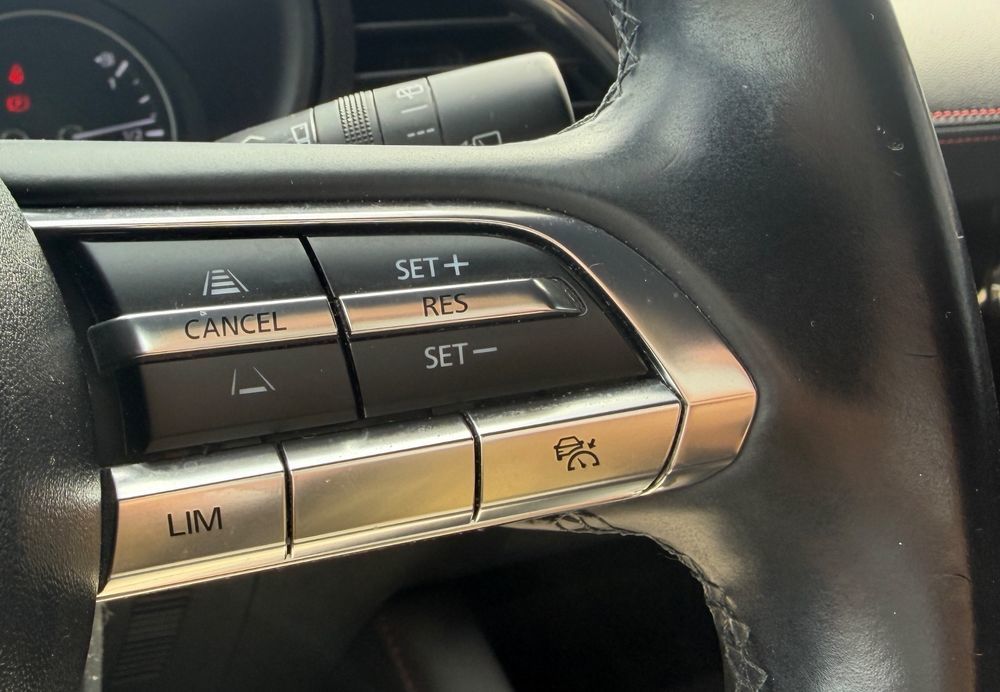 SET+
CANCEL
RES
SET-
LIM